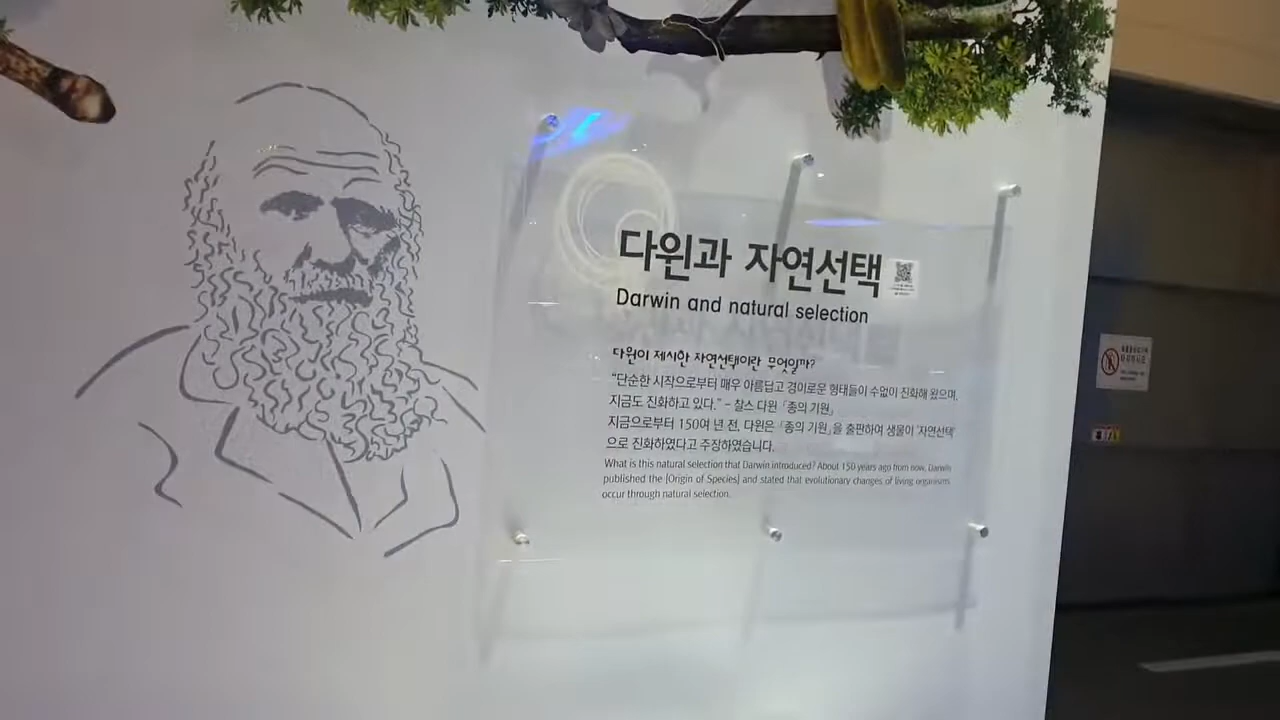 다윈과 자연선택
Darwin and natural selection
다윈이 제시한 자연선택이란 무엇일까?
“단순한 시작으로부터 매우 아름답고 경이로운 형태들이 수없이 진화해 왔으며,
지금도 진화하고 있다.” – 찰스 다윈 「종의 기원」
지금으로부터 150여 년 전, 다윈은 「종의 기원」을 출판하여 생물이 '자연선택'
으로 진화하였다고 주장하였습니다.
What is this natural selection that Darwin introduced? About 150 years ago from now, Darwin
published the [Origin of Species] and stated that evolutionary changes of living organisms
occur through natural selection.